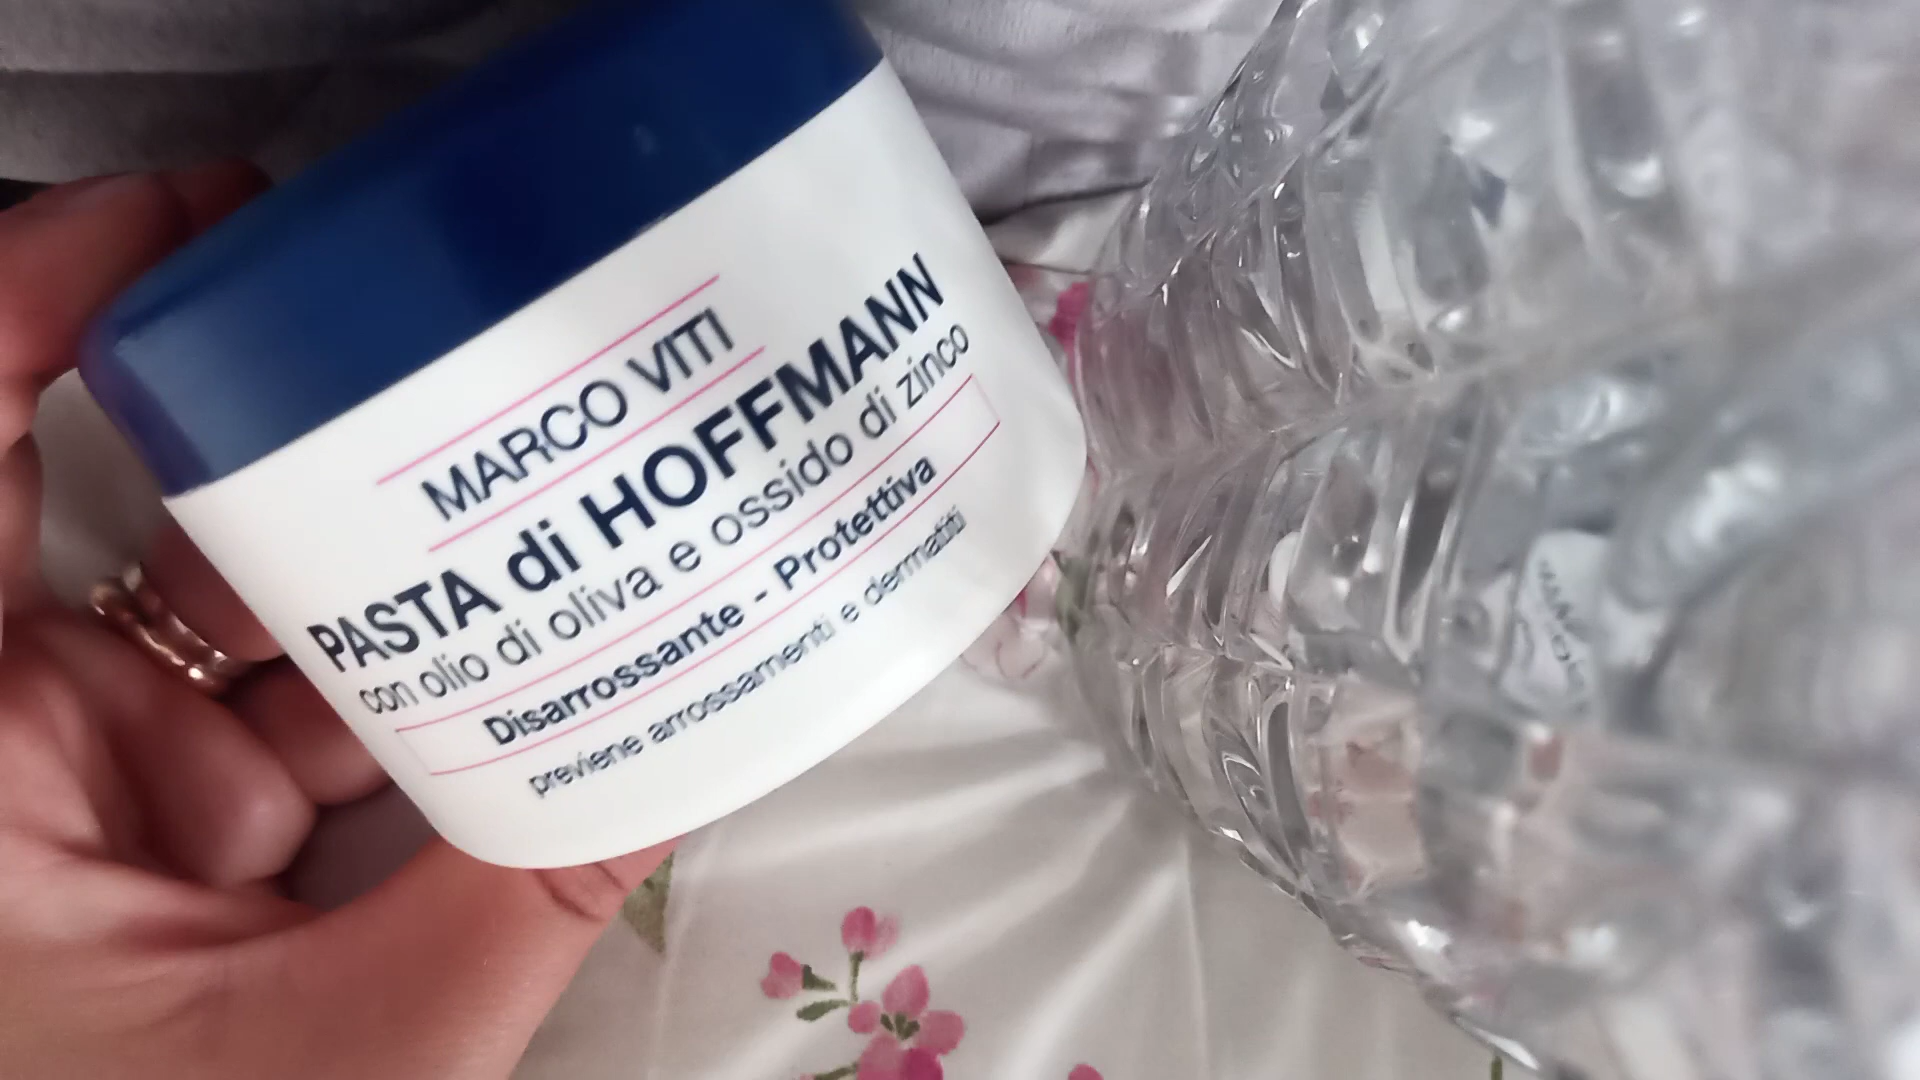 MARCO VITI
PASTA di HOFFMANN
con olio di oliva e ossido di zinco
Disarrossante - Protettiva
previene arrossamenti e dermatiti